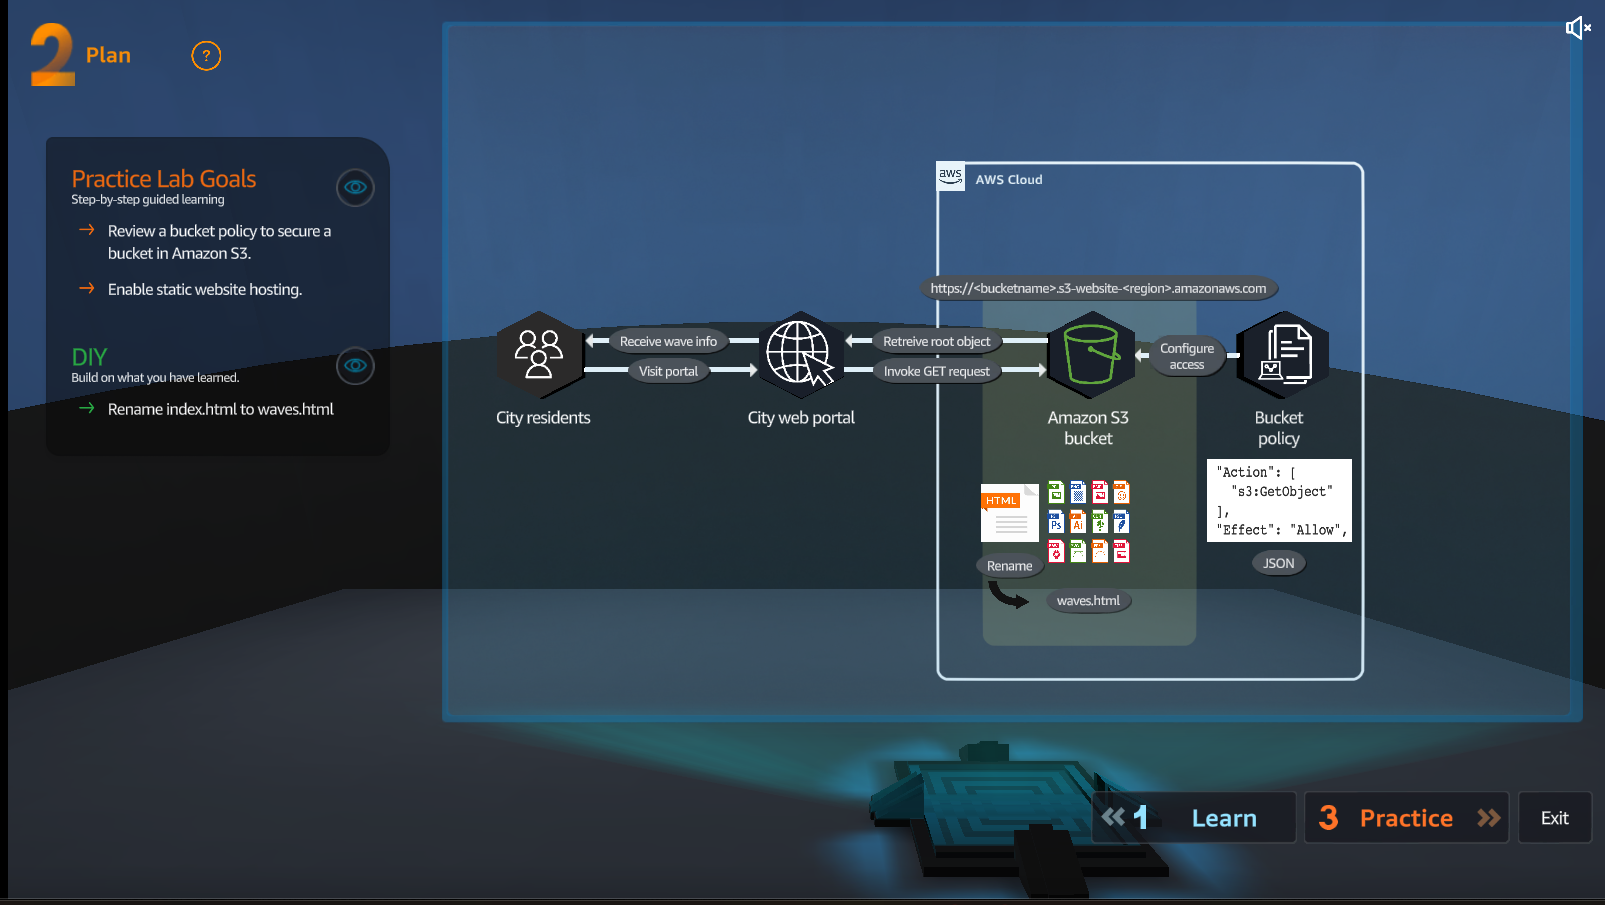 2 Plan ?
Practice Lab Goals
Step-by-step guided learning
→ Review a bucket policy to secure a
bucket in Amazon S3.
→ Enable static website hosting.
DIY
Build on what you have learned.
→ Rename index.html to waves.html
aws AWS Cloud
https://<bucketname>.s3-website-<region>.amazonaws.com
Receive wave info
Visit portal
Retreive root object
Invoke GET request
Configure
access
City residents
City web portal
Amazon S3
bucket
Bucket
policy
HTML
Ps
Ai
Rename
waves.html
"Action": [
"s3:GetObject"
],
"Effect": "Allow",
JSON
1 Learn
3 Practice
Exit